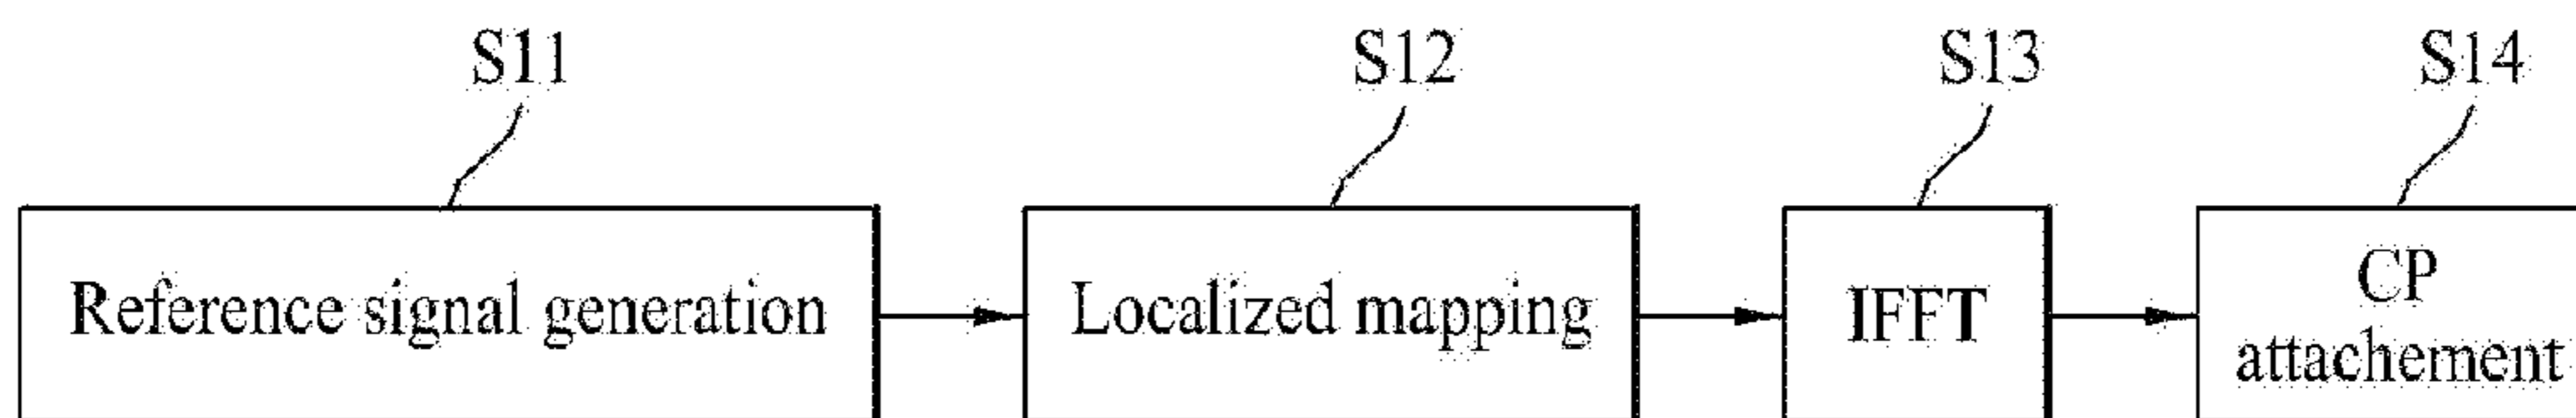 S11
S12
S13
S14
Reference signal generation
Localized mapping
IFFT
CP
attachement